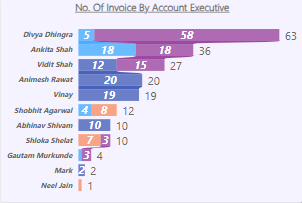 No. Of Invoice By Account Executive
Divya Dhingra 5 58 63
Ankita Shah 18 18 36
Vidit Shah 12 15 27
Animesh Rawat 20 20
Vinay 19 19
Shobhit Agarwal 4 8 12
Abhinav Shivam 10 10
Shloka Shelat 7 3 10
Gautam Murkunde 3 4
Mark 2 2
Neel Jain 1